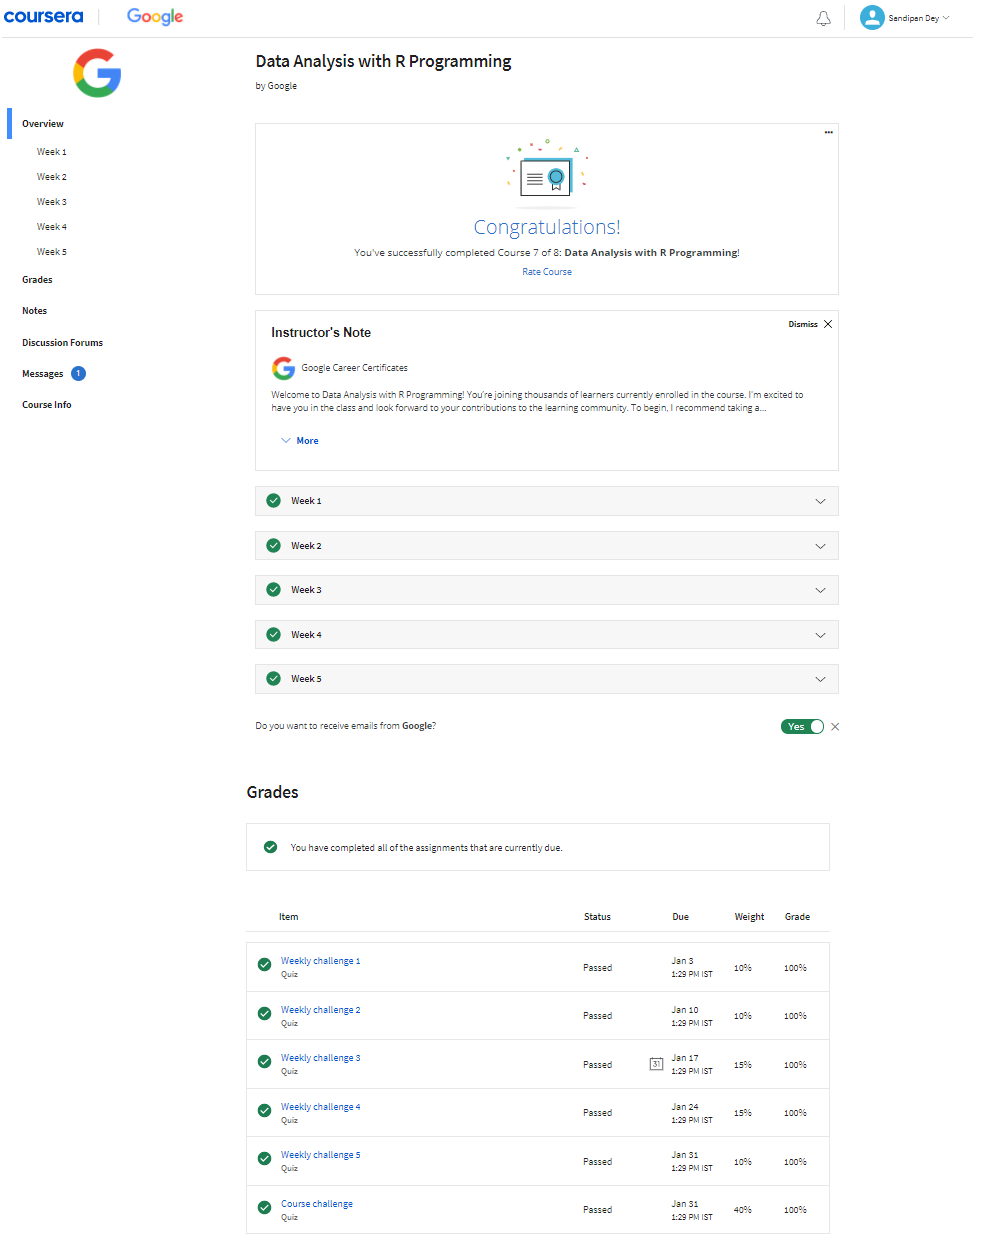 coursera
Google
Sandipan Dey
Data Analysis with R Programming
by Google
Overview
Week 1
Week 2
Week 3
Week 4
Week 5
Grades
Notes
Discussion Forums
Messages 1
Course Info
Congratulations!
You've successfully completed Course 7 of 8: Data Analysis with R Programming!
Rate Course
Instructor's Note
Dismiss
Google Career Certificates
Welcome to Data Analysis with R Programming! You're joining thousands of learners currently enrolled in the course. I'm excited to
have you in the class and look forward to your contributions to the learning community. To begin, I recommend taking a...
More
Week 1
Week 2
Week 3
Week 4
Week 5
Do you want to receive emails from Google?
Yes
Grades
You have completed all of the assignments that are currently due.
Item Status Due Weight Grade
Weekly challenge 1
Quiz
Passed
Jan 3
1:29 PM IST
10%
100%
Weekly challenge 2
Quiz
Passed
Jan 10
1:29 PM IST
10%
100%
Weekly challenge 3
Quiz
Passed
31
Jan 17
1:29 PM IST
15%
100%
Weekly challenge 4
Quiz
Passed
Jan 24
1:29 PM IST
15%
100%
Weekly challenge 5
Quiz
Passed
Jan 31
1:29 PM IST
10%
100%
Course challenge
Quiz
Passed
Jan 31
1:29 PM IST
40%
100%